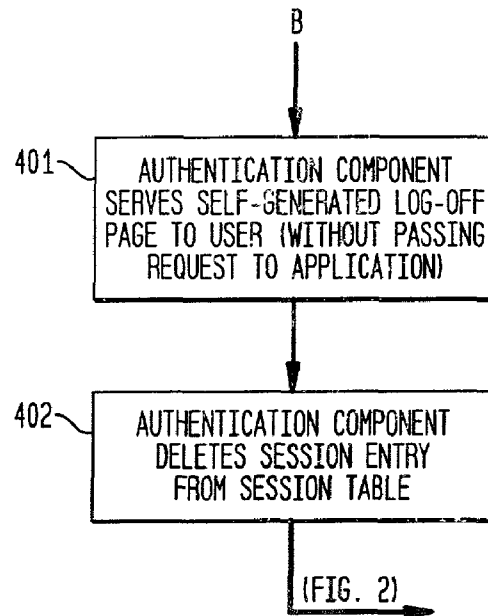 B
401
AUTHENTICATION COMPONENT
SERVES SELF-GENERATED LOG-OFF
PAGE TO USER (WITHOUT PASSING
REQUEST TO APPLICATION)
402
AUTHENTICATION COMPONENT
DELETES SESSION ENTRY
FROM SESSION TABLE
(FIG. 2)